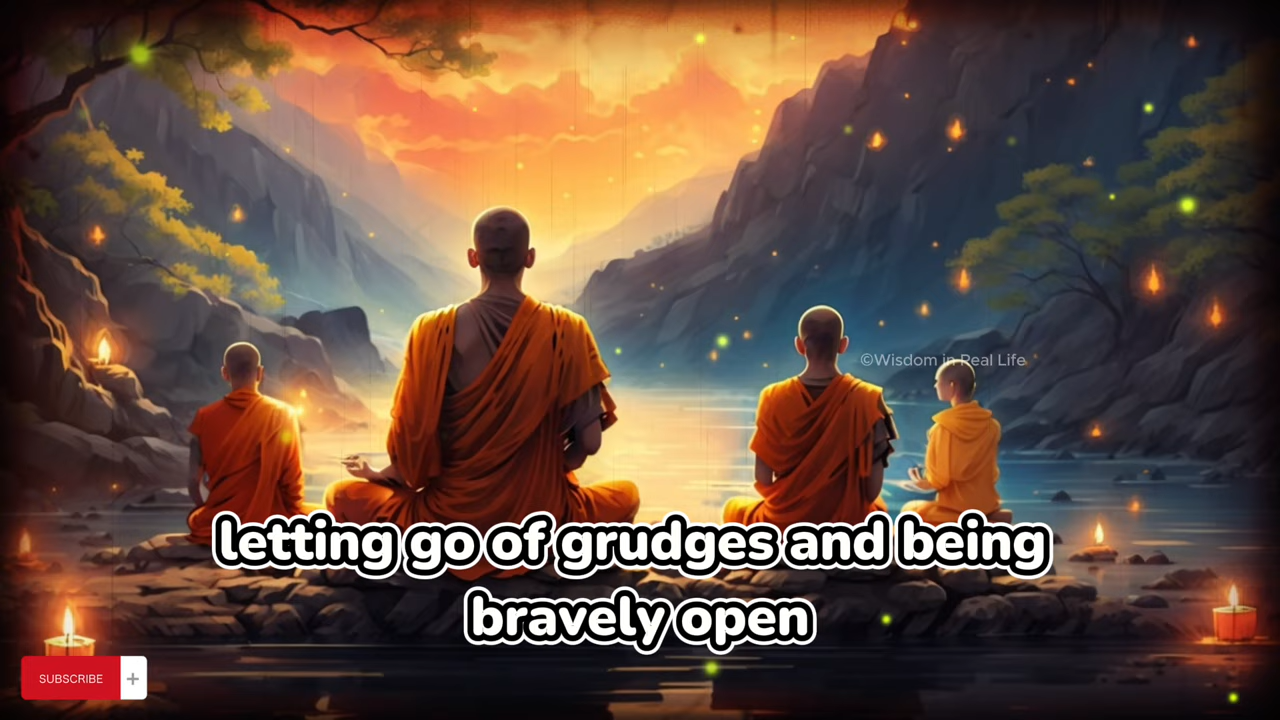 ©Wisdom in Real Life
letting go of grudges and being
bravely open
SUBSCRIBE +